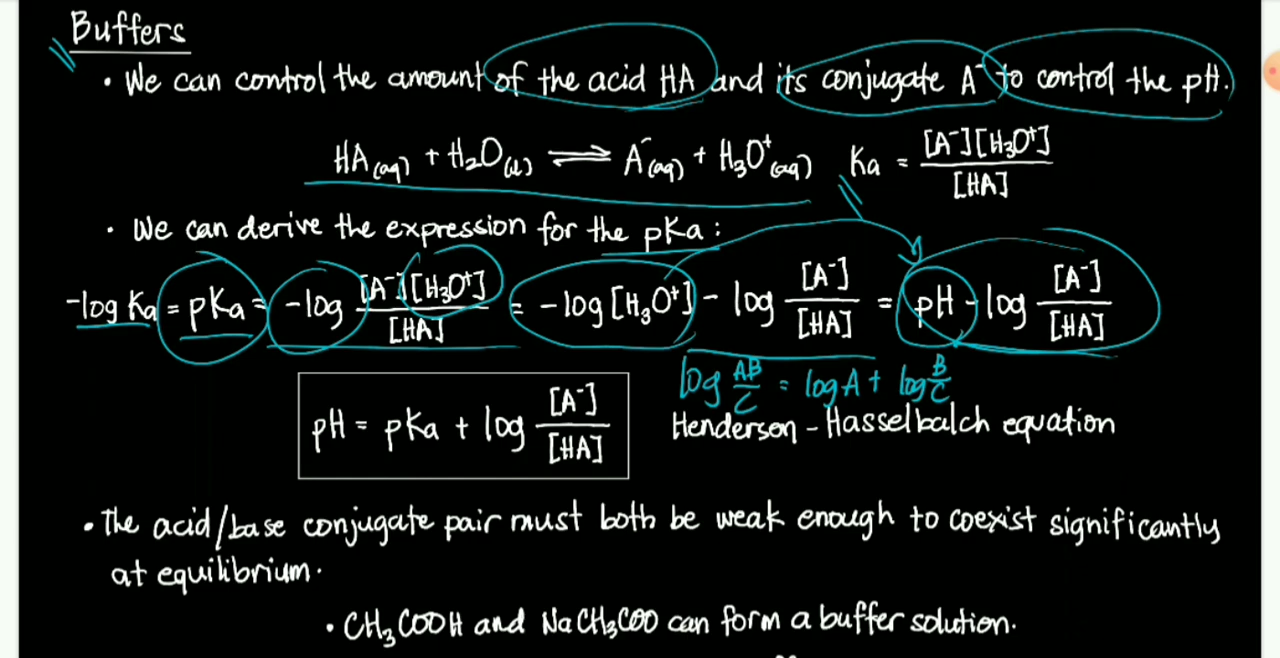 Buffers
• We can control the amount of the acid HA and its conjugate A⁻ to control the pH.
HA(aq) + H₂O(l) ⇌ A⁻(aq) + H₃O⁺(aq) Ka = [A⁻][H₃O⁺] / [HA]
• We can derive the expression for the pKa:
-log Ka = pKa = -log [A⁻][H₃O⁺] / [HA] = -log[H₃O⁺] - log [A⁻] / [HA] = pH - log [A⁻] / [HA]
log AB/C = log A + log B/C
pH = pKa + log [A⁻] / [HA] Henderson - Hasselbalch equation
• The acid/base conjugate pair must both be weak enough to coexist significantly
at equilibrium.
• CH₃COOH and NaCH₃COO can form a buffer solution.